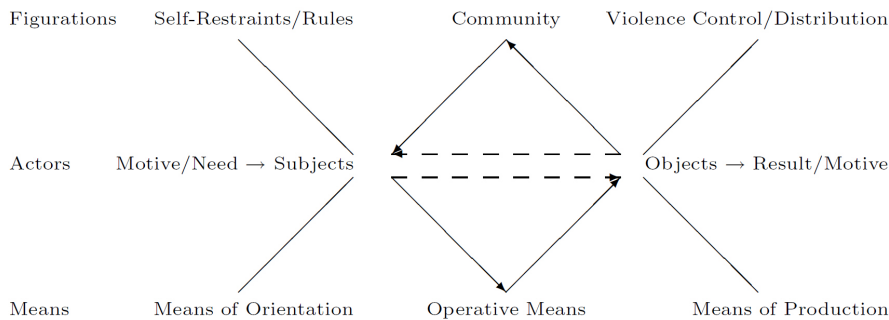 Figurations Self-Restraints/Rules Community Violence Control/Distribution
Actors Motive/Need → Subjects Objects → Result/Motive
Means Means of Orientation Operative Means Means of Production